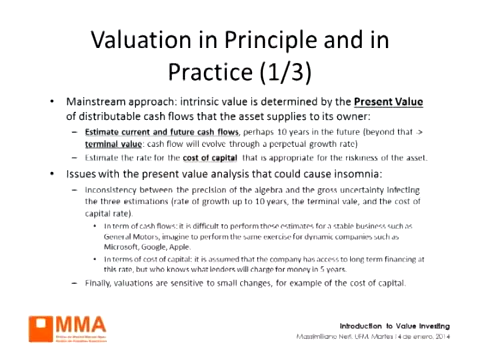 Valuation in Principle and in
Practice (1/3)
• Mainstream approach: intrinsic value is determined by the Present Value
of distributable cash flows that the asset supplies to its owner:
– Estimate current and future cash flows, perhaps 10 years in the future (beyond that ->
terminal value: cash flow will evolve through a perpetual growth rate)
– Estimate the rate for the cost of capital that is appropriate for the riskiness of the asset.
• Issues with the present value analysis that could cause insomnia:
– Inconsistency between the precision of the algebra and the gross uncertainty infecting
the three estimations (rate of growth up to 10 years, the terminal vale, and the cost of
capital rate).
• In term of cash flows: it is difficult to perform these estimates for a stable business such as
General Motors, imagine to perform the same exercise for dynamic companies such as
Microsoft, Google, Apple.
• In terms of cost of capital: it is assumed that the company has access to long term financing at
this rate, but who knows what lenders will charge for money in 5 years.
– Finally, valuations are sensitive to small changes, for example of the cost of capital.
MMA
Introduction to Value Investing
Massimiliano Neri, UFM, Martes 14 de enero, 2014